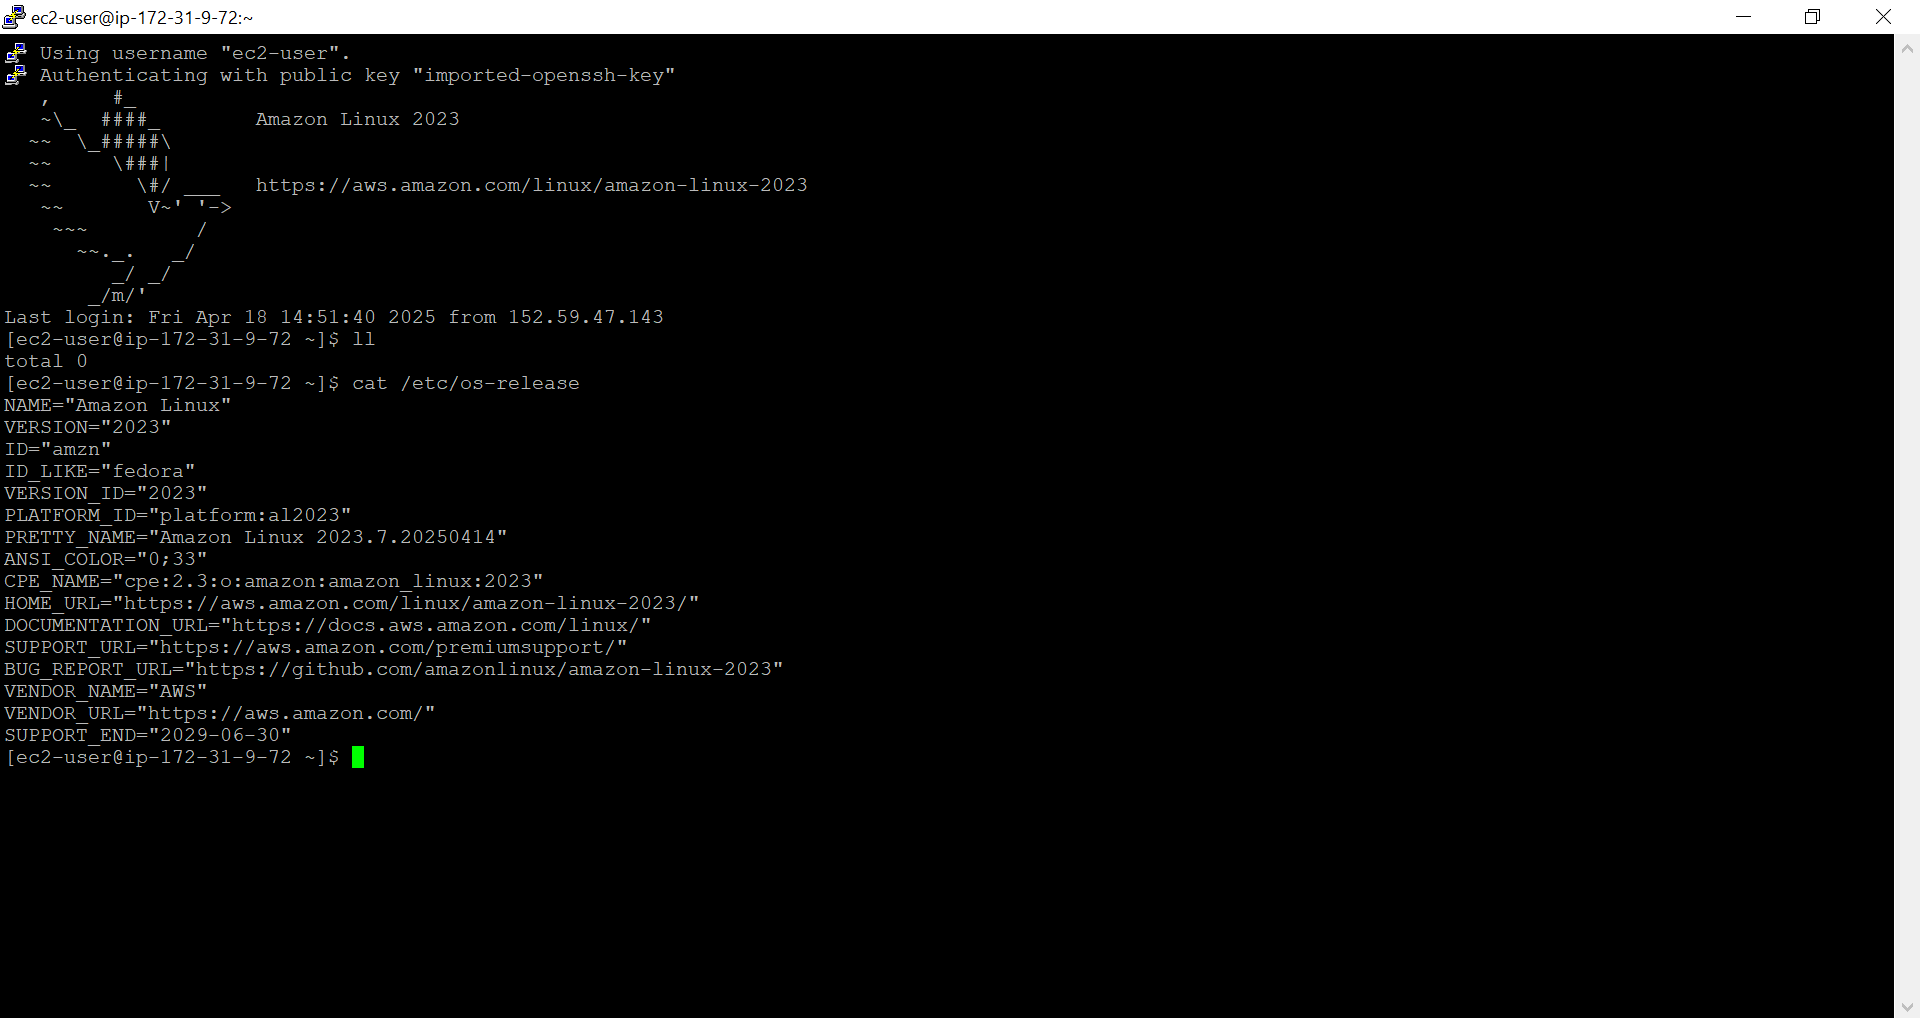 ec2-user@ip-172-31-9-72:~
Using username "ec2-user".
Authenticating with public key "imported-openssh-key"
   ,     #_
   ~\_  ####_        Amazon Linux 2023
  ~~  \_#####\
  ~~     \###|
  ~~       \#/ ___   https://aws.amazon.com/linux/amazon-linux-2023
   ~~       V~' '->
    ~~~         /
      ~~._.   _/
         _/ _/
       _/m/'
Last login: Fri Apr 18 14:51:40 2025 from 152.59.47.143
[ec2-user@ip-172-31-9-72 ~]$ ll
total 0
[ec2-user@ip-172-31-9-72 ~]$ cat /etc/os-release
NAME="Amazon Linux"
VERSION="2023"
ID="amzn"
ID_LIKE="fedora"
VERSION_ID="2023"
PLATFORM_ID="platform:al2023"
PRETTY_NAME="Amazon Linux 2023.7.20250414"
ANSI_COLOR="0;33"
CPE_NAME="cpe:2.3:o:amazon:amazon_linux:2023"
HOME_URL="https://aws.amazon.com/linux/amazon-linux-2023/"
DOCUMENTATION_URL="https://docs.aws.amazon.com/linux/"
SUPPORT_URL="https://aws.amazon.com/premiumsupport/"
BUG_REPORT_URL="https://github.com/amazonlinux/amazon-linux-2023"
VENDOR_NAME="AWS"
VENDOR_URL="https://aws.amazon.com/"
SUPPORT_END="2029-06-30"
[ec2-user@ip-172-31-9-72 ~]$